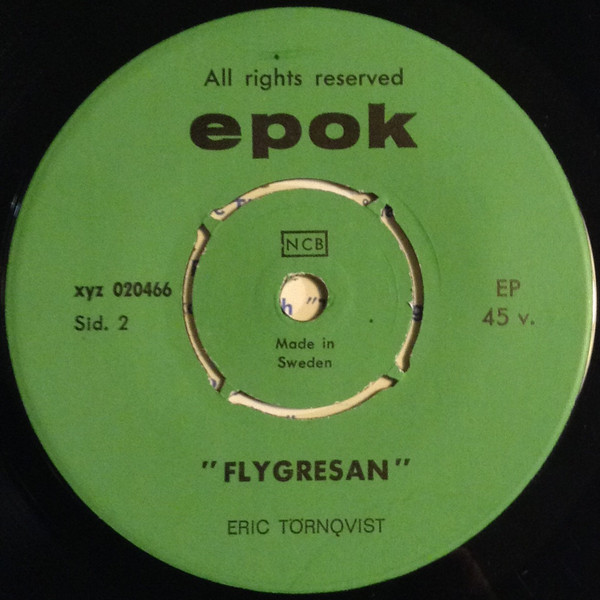 All rights reserved
epok
NCB
xyz 020466
Sid. 2
EP
45 v.
Made in
Sweden
"FLYGRESAN"
ERIC TÖRNQVIST